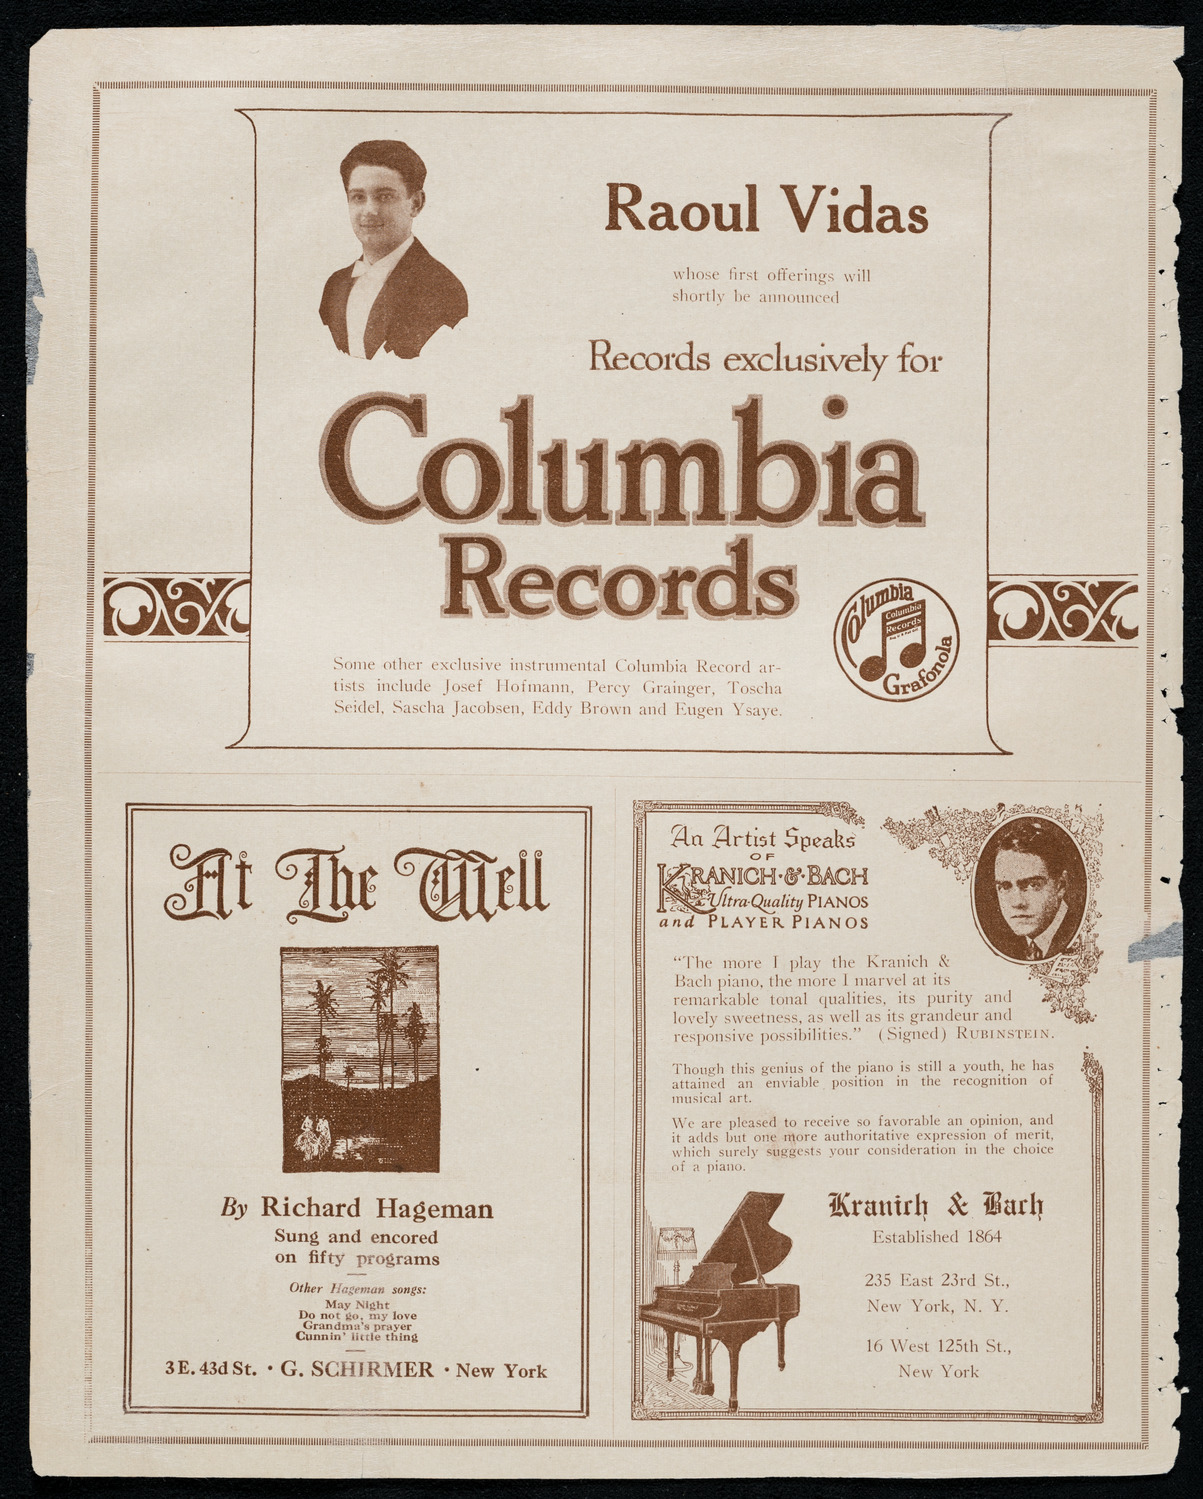 Raoul Vidas
whose first offerings will
shortly be announced
Records exclusively for
Columbia
Records
Columbia
Columbia
Records
Grafonola
Some other exclusive instrumental Columbia Record ar-
tists include Josef Hofmann, Percy Grainger, Toscha
Seidel, Sascha Jacobsen, Eddy Brown and Eugen Ysaye.
At The Well
By Richard Hageman
Sung and encored
on fifty programs
Other Hageman songs:
May Night
Do not go, my love
Grandma's prayer
Cunnin' little thing
3 E. 43d St. · G. SCHIRMER · New York
An Artist Speaks
OF
KRANICH·&·BACH
Ultra-Quality PIANOS
and PLAYER PIANOS
“The more I play the Kranich &
Bach piano, the more I marvel at its
remarkable tonal qualities, its purity and
lovely sweetness, as well as its grandeur and
responsive possibilities.” (Signed) RUBINSTEIN.
Though this genius of the piano is still a youth, he has
attained an enviable position in the recognition of
musical art.
We are pleased to receive so favorable an opinion, and
it adds but one more authoritative expression of merit,
which surely suggests your consideration in the choice
of a piano.
Kranich & Bach
Established 1864
235 East 23rd St.,
New York, N. Y.
16 West 125th St.,
New York